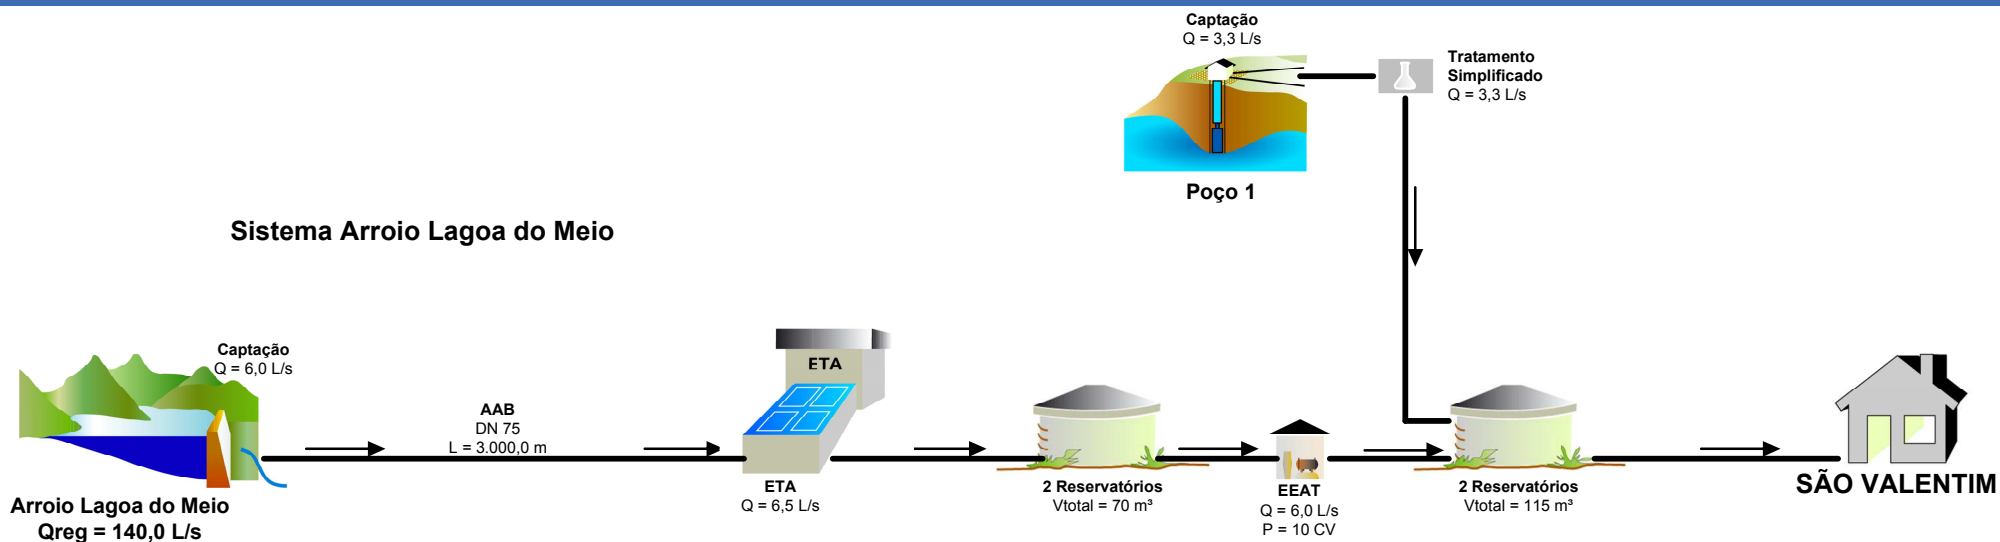 Captação
Q = 3,3 L/s
Tratamento
Simplificado
Q = 3,3 L/s
Poço 1
Sistema Arroio Lagoa do Meio
Captação
Q = 6,0 L/s
Arroio Lagoa do Meio
Qreg = 140,0 L/s
AAB
DN 75
L = 3.000,0 m
ETA
ETA
Q = 6,5 L/s
2 Reservatórios
Vtotal = 70 m³
EEAT
Q = 6,0 L/s
P = 10 CV
2 Reservatórios
Vtotal = 115 m³
SÃO VALENTIM